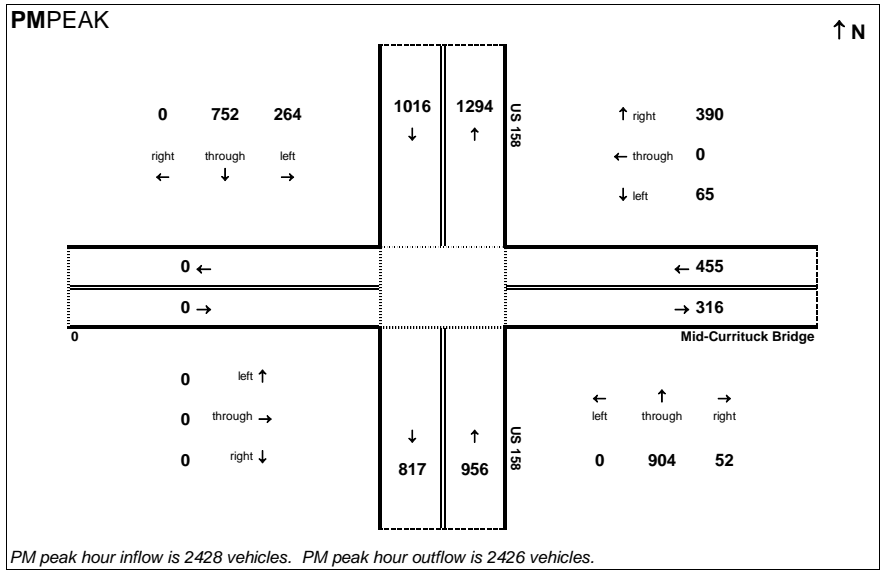 PMPEAK
↑ N
0 752 264
right through left
← ↓ →
1016 1294
↓ ↑
US 158
↑ right 390
← through 0
↓ left 65
0 ←
← 455
0 →
→ 316
0
Mid-Currituck Bridge
0 left ↑
0 through →
0 right ↓
↓ ↑
817 956
US 158
← ↑ →
left through right
0 904 52
PM peak hour inflow is 2428 vehicles. PM peak hour outflow is 2426 vehicles.